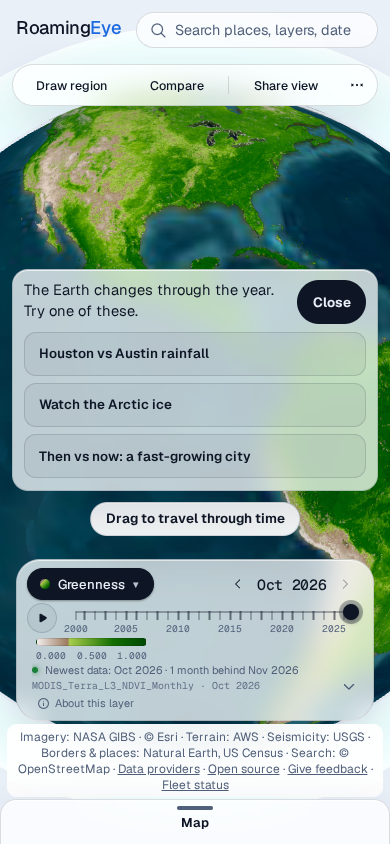 RoamingEye
Search places, layers, date
Draw region
Compare
Share view
···
The Earth changes through the year.
Try one of these.
Close
Houston vs Austin rainfall
Watch the Arctic ice
Then vs now: a fast-growing city
Drag to travel through time
Greenness ▾
Oct 2026
2000 2005 2010 2015 2020 2025
0.000 0.500 1.000
Newest data: Oct 2026 · 1 month behind Nov 2026
MODIS_Terra_L3_NDVI_Monthly · Oct 2026
About this layer
Imagery: NASA GIBS · © Esri · Terrain: AWS · Seismicity: USGS ·
Borders & places: Natural Earth, US Census · Search: ©
OpenStreetMap · Data providers · Open source · Give feedback ·
Fleet status
Map